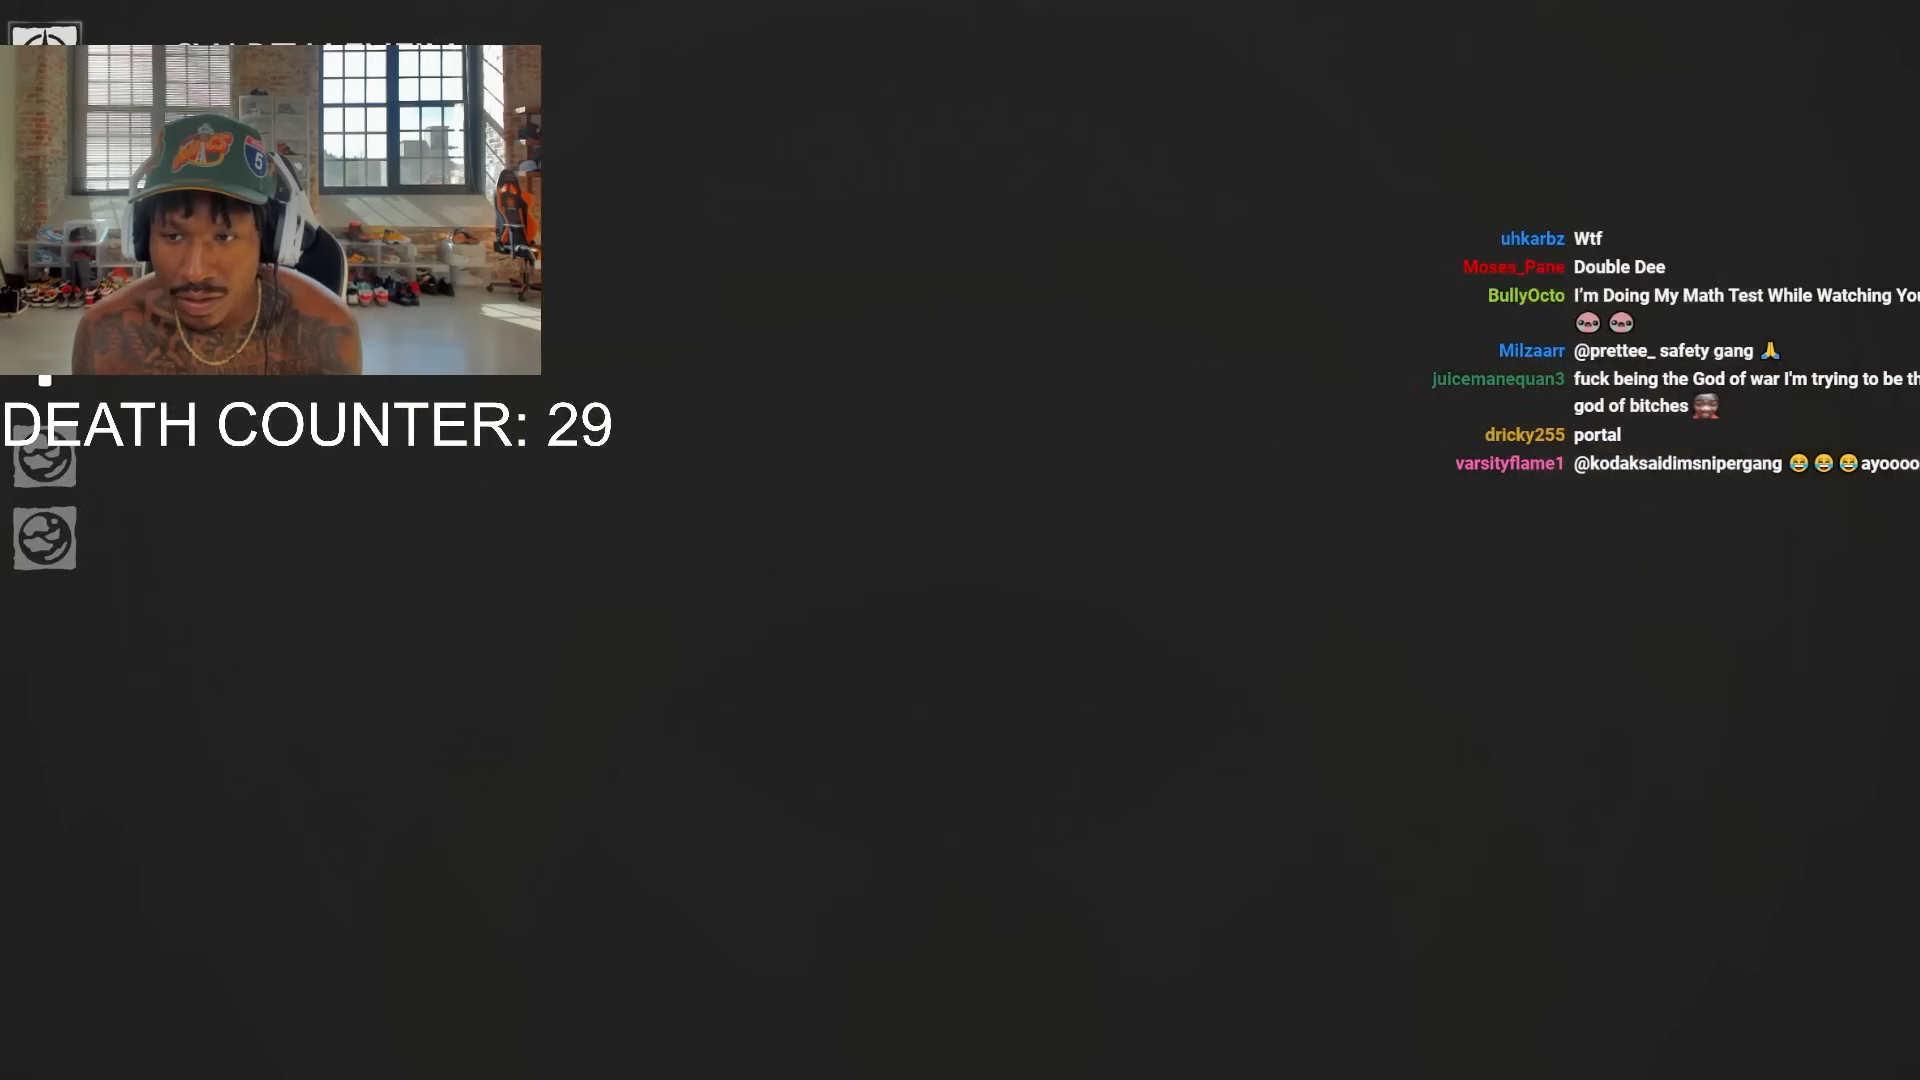 5
DEATH COUNTER: 29
uhkarbz Wtf
Moses_Pane Double Dee
BullyOcto I'm Doing My Math Test While Watching You
Milzaarr @prettee_ safety gang 🙏
juicemanequan3 fuck being the God of war I'm trying to be th
god of bitches
dricky255 portal
varsityflame1 @kodaksaidimsnipergang 😂 😂 😂 ayoooo